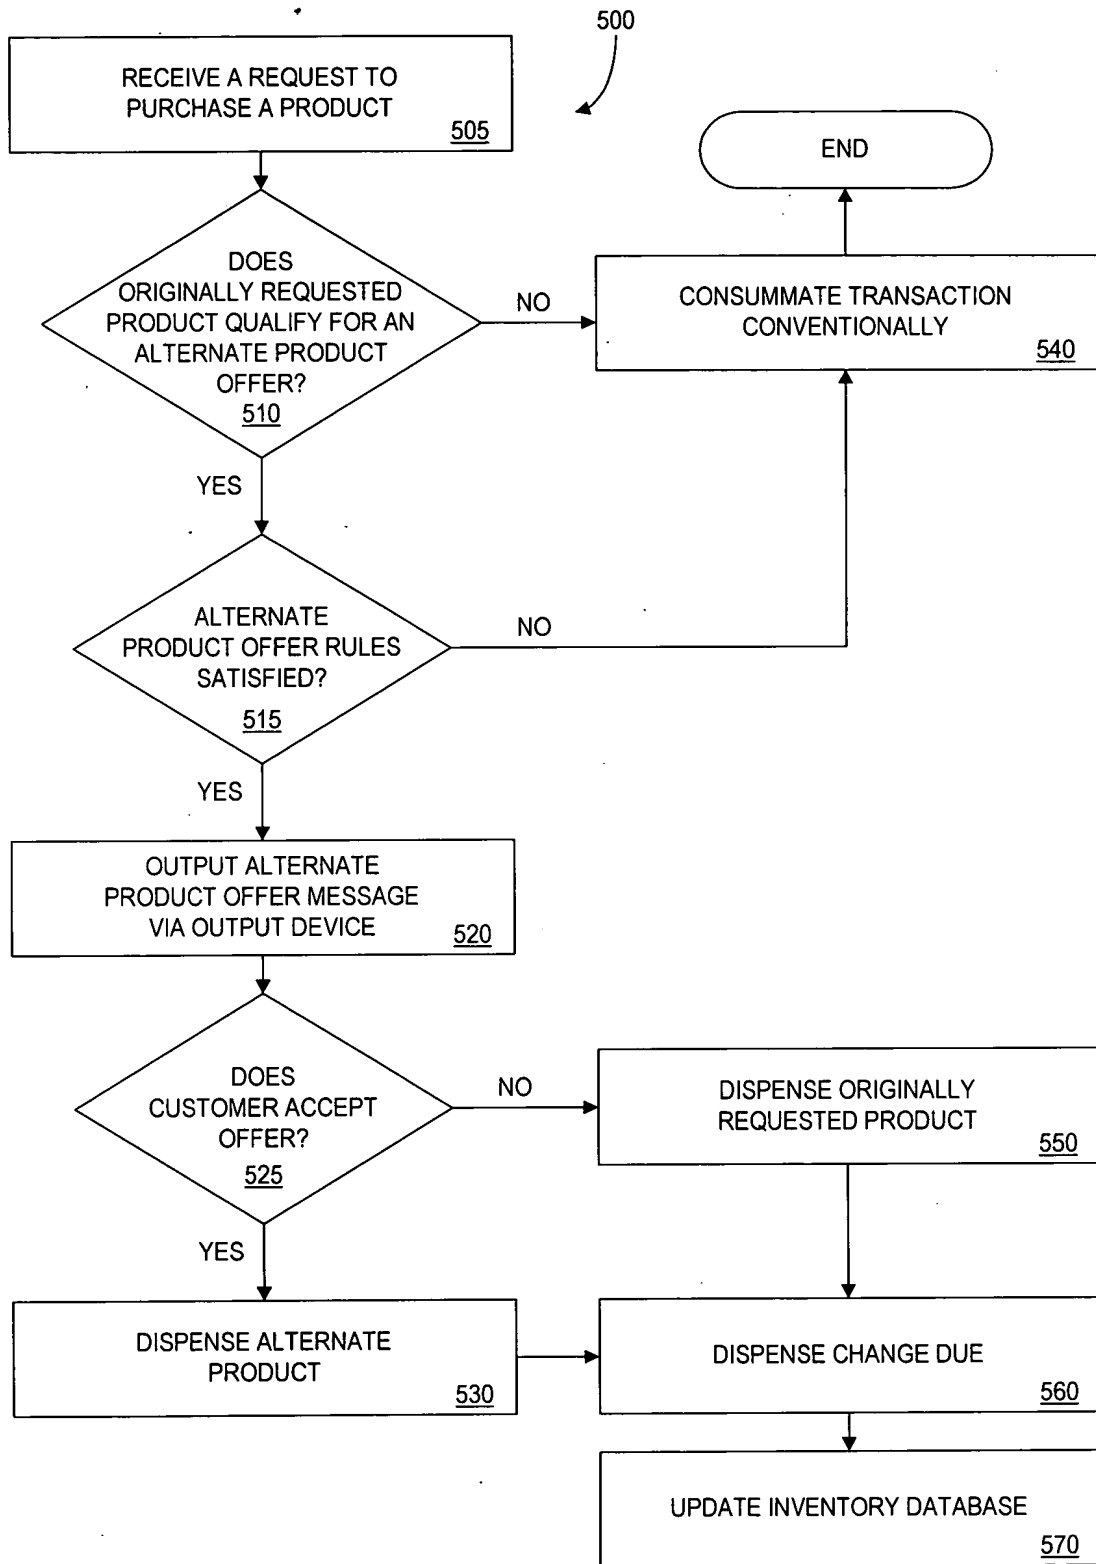 500
RECEIVE A REQUEST TO
PURCHASE A PRODUCT
505
END
DOES
ORIGINALLY REQUESTED
PRODUCT QUALIFY FOR AN
ALTERNATE PRODUCT
OFFER?
510
NO
CONSUMMATE TRANSACTION
CONVENTIONALLY
540
YES
ALTERNATE
PRODUCT OFFER RULES
SATISFIED?
515
NO
YES
OUTPUT ALTERNATE
PRODUCT OFFER MESSAGE
VIA OUTPUT DEVICE
520
DOES
CUSTOMER ACCEPT
OFFER?
525
NO
DISPENSE ORIGINALLY
REQUESTED PRODUCT
550
YES
DISPENSE ALTERNATE
PRODUCT
530
DISPENSE CHANGE DUE
560
UPDATE INVENTORY DATABASE
570